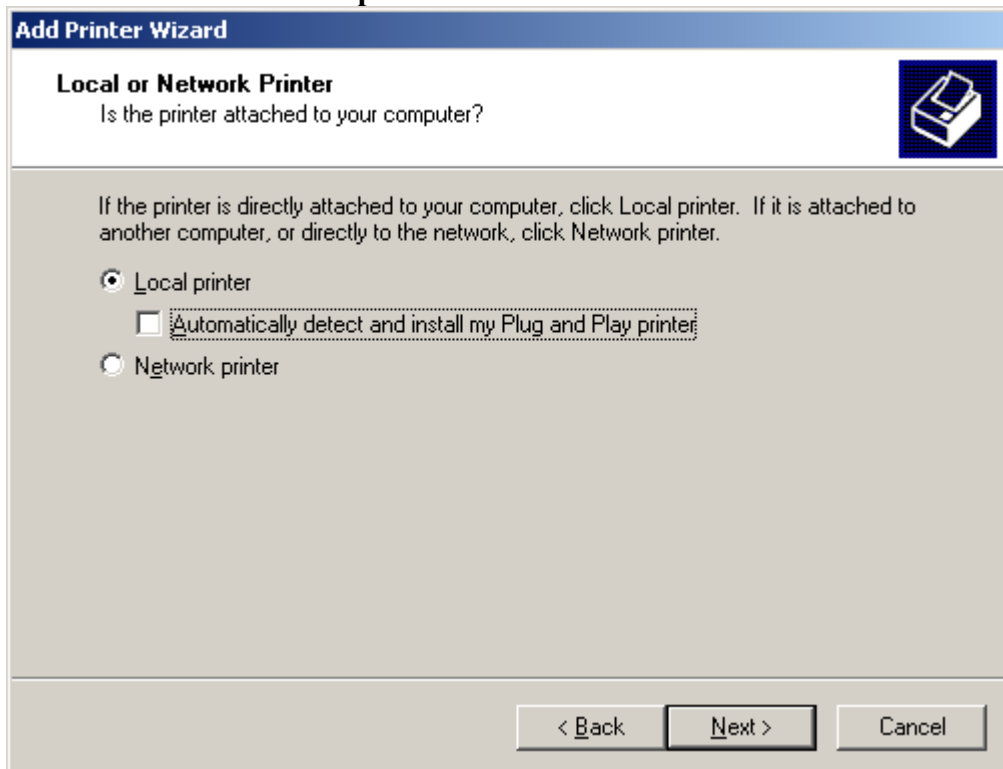 Add Printer Wizard
Local or Network Printer
Is the printer attached to your computer?
If the printer is directly attached to your computer, click Local printer. If it is attached to
another computer, or directly to the network, click Network printer.
Local printer
Automatically detect and install my Plug and Play printer
Network printer
< Back Next > Cancel